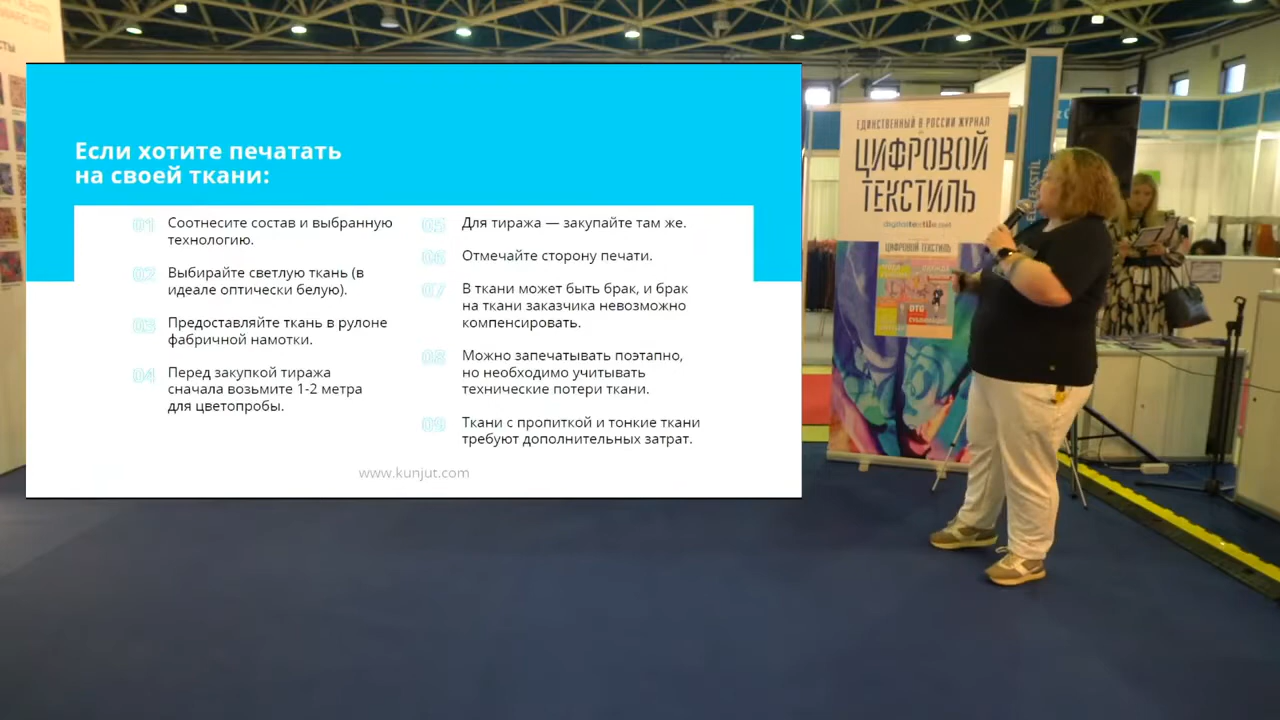 Если хотите печатать
на своей ткани:
01 Соотнесите состав и выбранную
технологию.
02 Выбирайте светлую ткань (в
идеале оптически белую).
03 Предоставляйте ткань в рулоне
фабричной намотки.
04 Перед закупкой тиража
сначала возьмите 1-2 метра
для цветопробы.
05 Для тиража — закупайте там же.
06 Отмечайте сторону печати.
07 В ткани может быть брак, и брак
на ткани заказчика невозможно
компенсировать.
08 Можно запечатывать поэтапно,
но необходимо учитывать
технические потери ткани.
09 Ткани с пропиткой и тонкие ткани
требуют дополнительных затрат.
www.kunjut.com
ЕДИНСТВЕННЫЙ В РОССИИ ЖУРНАЛ
ЦИФРОВОЙ
ТЕКСТИЛЬ
ЦИФРОВОЙ ТЕКСТИЛЬ
DTG